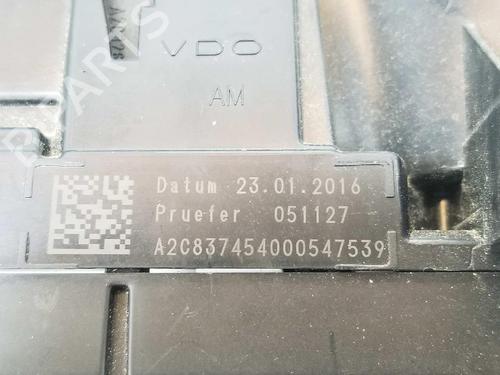 VDO
AM
Datum 23.01.2016
Pruefer 051127
A2C837454000547539